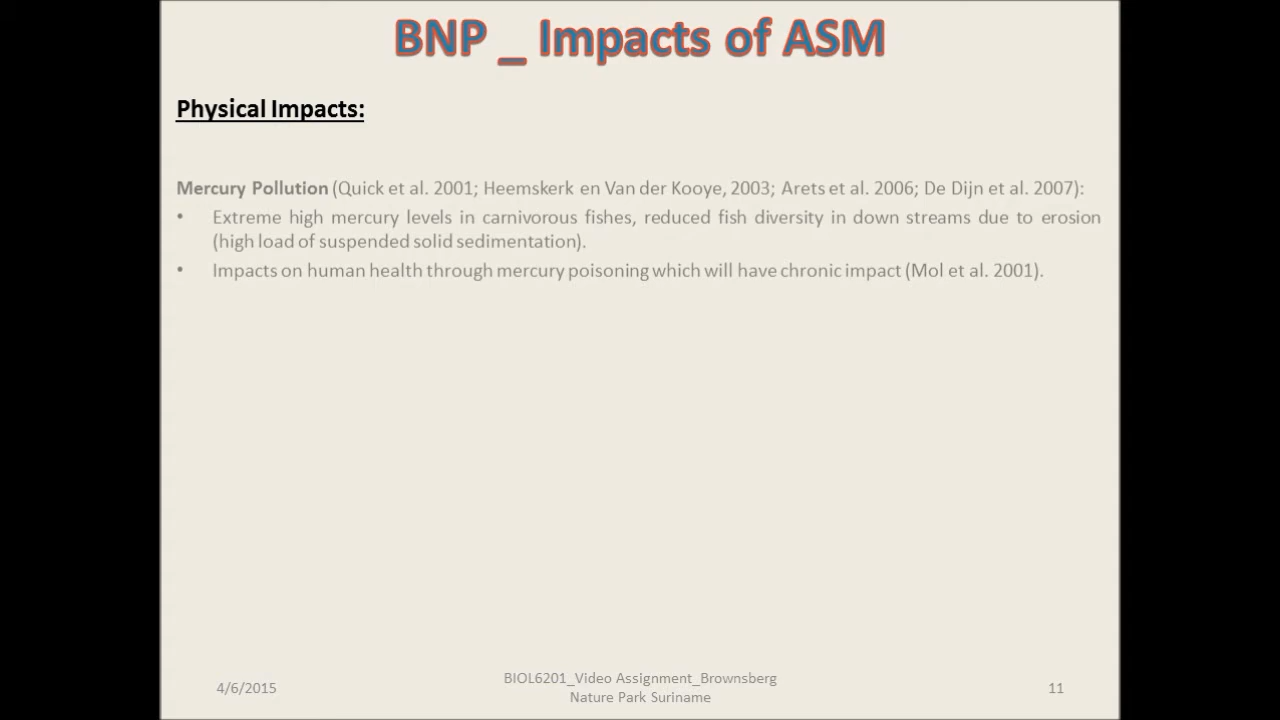 BNP _ Impacts of ASM
Physical Impacts:
Mercury Pollution (Quick et al. 2001; Heemskerk en Van der Kooye, 2003; Arets et al. 2006; De Dijn et al. 2007):
• Extreme high mercury levels in carnivorous fishes, reduced fish diversity in down streams due to erosion
(high load of suspended solid sedimentation).
• Impacts on human health through mercury poisoning which will have chronic impact (Mol et al. 2001).
4/6/2015
BIOL6201_Video Assignment_Brownsberg
Nature Park Suriname
11